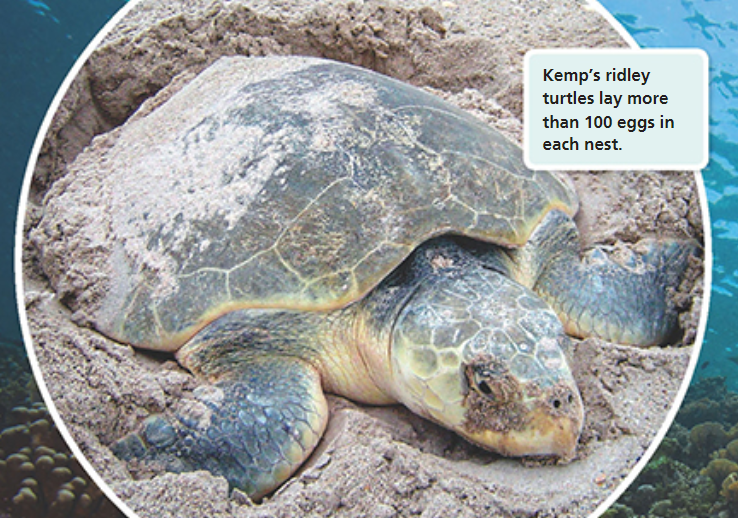 Kemp's ridley
turtles lay more
than 100 eggs in
each nest.